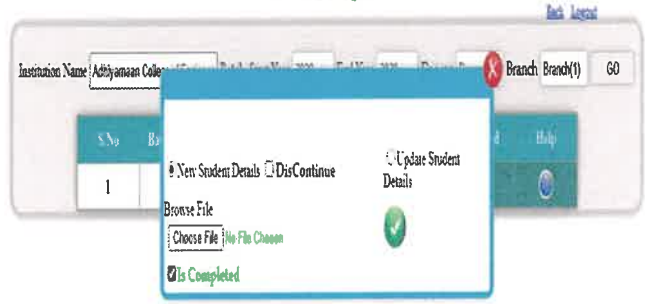 Back Logout
Institution Name Adhiyamaan College Branch Branch(1) GO
S.No Ba Help
1
New Student Details DisContinue Update Student Details
Browse File
Choose File No File Chosen
Is Completed